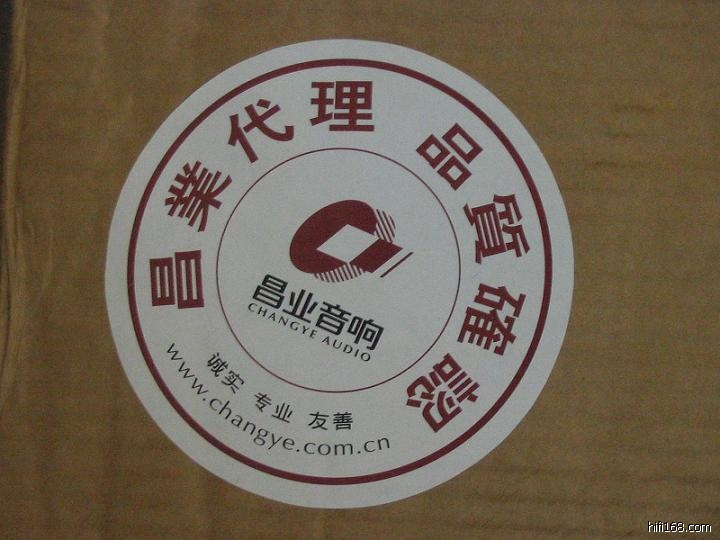 昌業代理 品質確認
昌业音响
CHANGYE AUDIO
诚实 专业 友善
www.changye.com.cn
hifi168.com